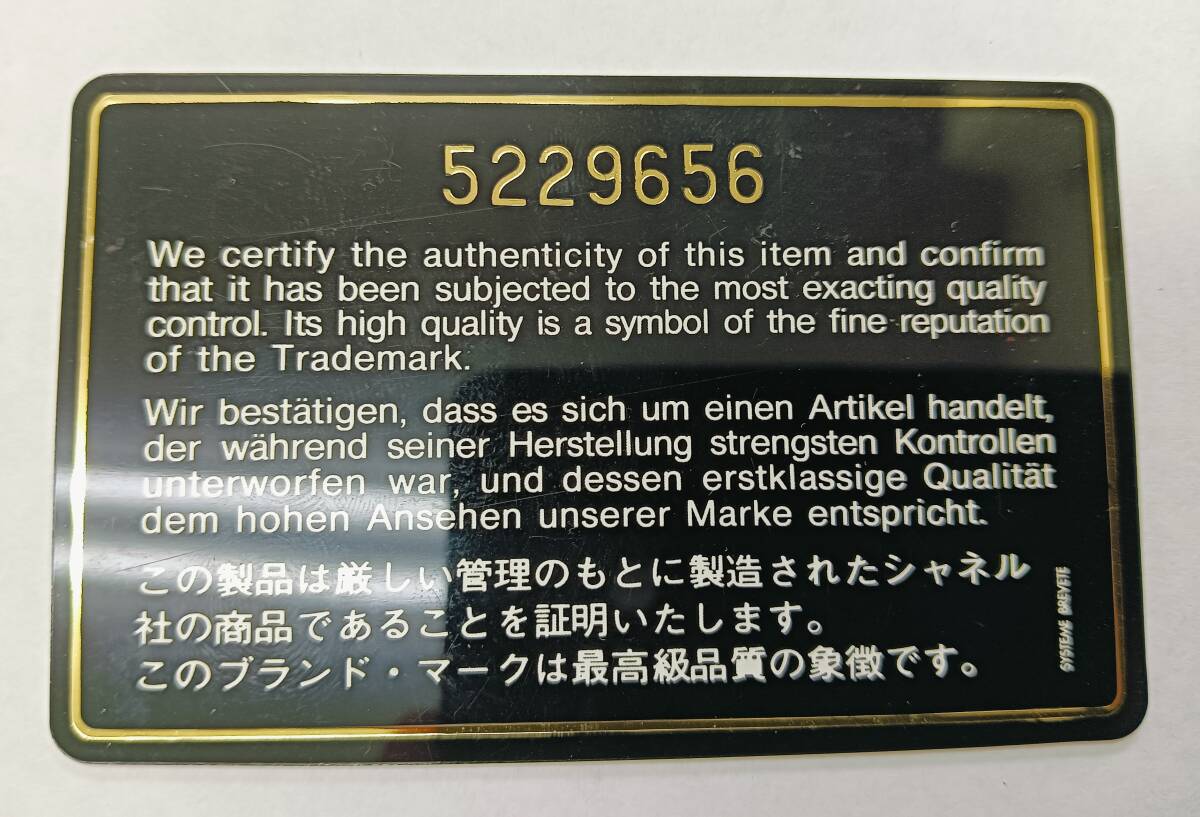 5229656
We certify the authenticity of this item and confirm
that it has been subjected to the most exacting quality
control. Its high quality is a symbol of the fine reputation
of the Trademark.
Wir bestätigen, dass es sich um einen Artikel handelt,
der während seiner Herstellung strengsten Kontrollen
unterworfen war, und dessen erstklassige Qualität
dem hohen Ansehen unserer Marke entspricht.
この製品は厳しい管理のもとに製造されたシャネル
社の商品であることを証明いたします。
このブランド・マークは最高級品質の象徴です。
SYSTEME BREVETE